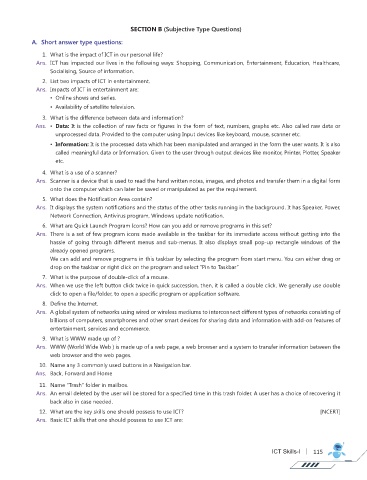 SECTION B (Subjective Type Questions)
A. Short answer type questions:
1. What is the impact of ICT in our personal life?
Ans. ICT has impacted our lives in the following ways: Shopping, Communication, Entertainment, Education, Healthcare,
Socialising, Source of information.
2. List two impacts of ICT in entertainment.
Ans. Impacts of ICT in entertainment are:
• Online shows and series.
• Availability of satellite television.
3. What is the difference between data and information?
Ans. • Data: It is the collection of raw facts or figures in the form of text, numbers, graphs etc. Also called raw data or
unprocessed data. Provided to the computer using Input devices like keyboard, mouse, scanner etc.
• Information: It is the processed data which has been manipulated and arranged in the form the user wants. It is also
called meaningful data or Information. Given to the user through output devices like monitor, Printer, Plotter, Speaker
etc.
4. What is a use of a scanner?
Ans. Scanner is a device that is used to read the hand written notes, images, and photos and transfer them in a digital form
onto the computer which can later be saved or manipulated as per the requirement.
5. What does the Notification Area contain?
Ans. It displays the system notifications and the status of the other tasks running in the background. It has Speaker, Power,
Network Connection, Antivirus program, Windows update notification.
6. What are Quick Launch Program Icons? How can you add or remove programs in this set?
Ans. There is a set of few program icons made available in the taskbar for its immediate access without getting into the
hassle of going through different menus and sub-menus. It also displays small pop-up rectangle windows of the
already opened programs.
We can add and remove programs in this taskbar by selecting the program from start menu. You can either drag or
drop on the taskbar or right click on the program and select "Pin to Taskbar"
7. What is the purpose of double-click of a mouse.
Ans. When we use the left button click twice in quick succession, then, it is called a double click. We generally use double
click to open a file/folder, to open a specific program or application software.
8. Define the Internet.
Ans. A global system of networks using wired or wireless mediums to interconnect different types of networks consisting of
billions of computers, smartphones and other smart devices for sharing data and information with add-on features of
entertainment, services and ecommerce.
9. What is WWW made up of ?
Ans. WWW (World Wide Web ) is made up of a web page, a web browser and a system to transfer information between the
web browser and the web pages.
10. Name any 3 commonly used buttons in a Navigation bar.
Ans. Back, Forward and Home
11. Name "Trash" folder in mailbox.
Ans. An email deleted by the user will be stored for a specified time in this trash folder. A user has a choice of recovering it
back also in case needed.
12. What are the key skills one should possess to use ICT? [NCERT]
Ans. Basic ICT skills that one should possess to use ICT are:
ICT Skills-I | 115